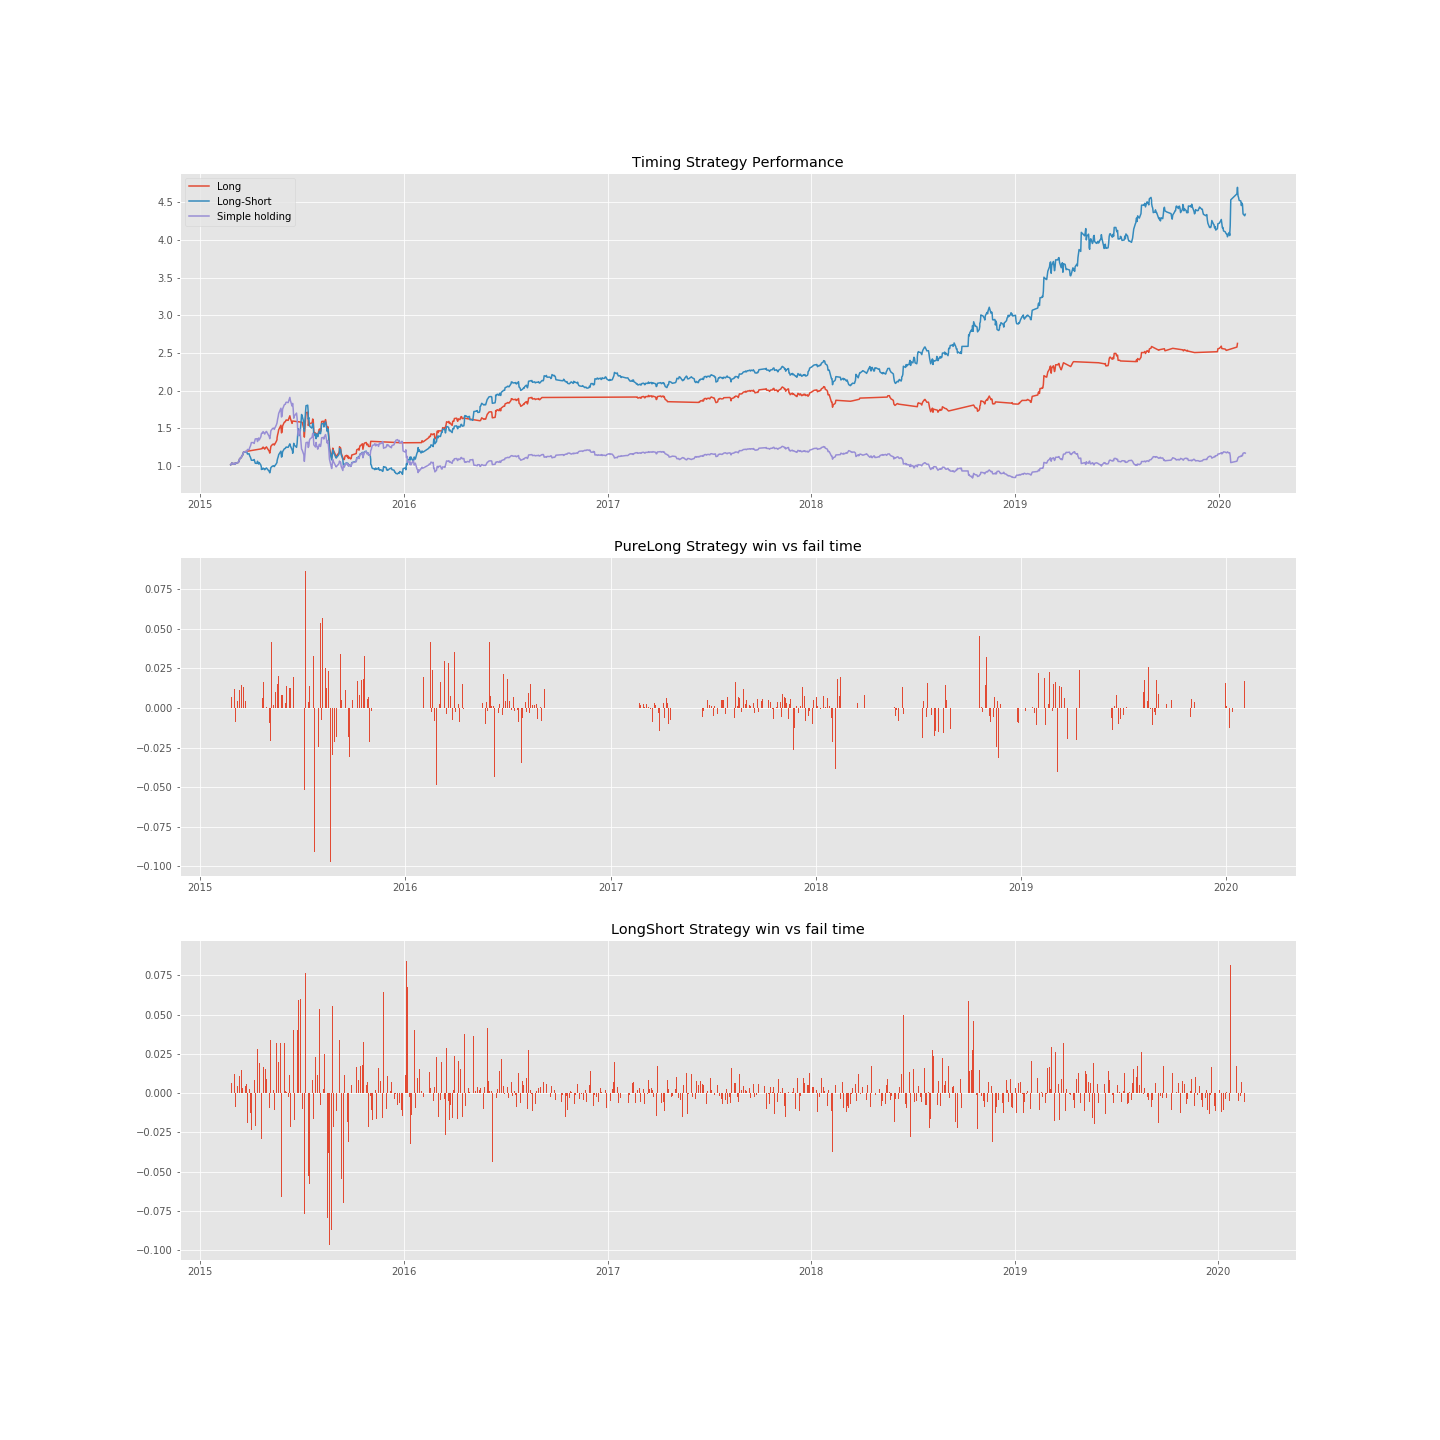 Timing Strategy Performance
Long
Long-Short
Simple holding
4.5
4.0
3.5
3.0
2.5
2.0
1.5
1.0
2015 2016 2017 2018 2019 2020
PureLong Strategy win vs fail time
0.075
0.050
0.025
0.000
−0.025
−0.050
−0.075
−0.100
2015 2016 2017 2018 2019 2020
LongShort Strategy win vs fail time
0.075
0.050
0.025
0.000
−0.025
−0.050
−0.075
−0.100
2015 2016 2017 2018 2019 2020